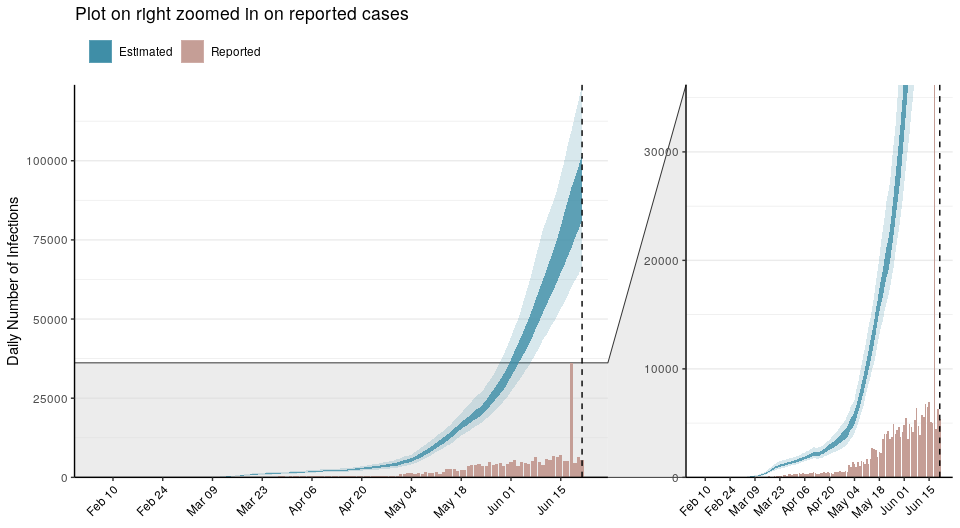 Plot on right zoomed in on reported cases
Estimated Reported
Daily Number of Infections
100000
75000
50000
25000
0
Feb 10 Feb 24 Mar 09 Mar 23 Apr 06 Apr 20 May 04 May 18 Jun 01 Jun 15
30000
20000
10000
0
Feb 10 Feb 24 Mar 09 Mar 23 Apr 06 Apr 20 May 04 May 18 Jun 01 Jun 15